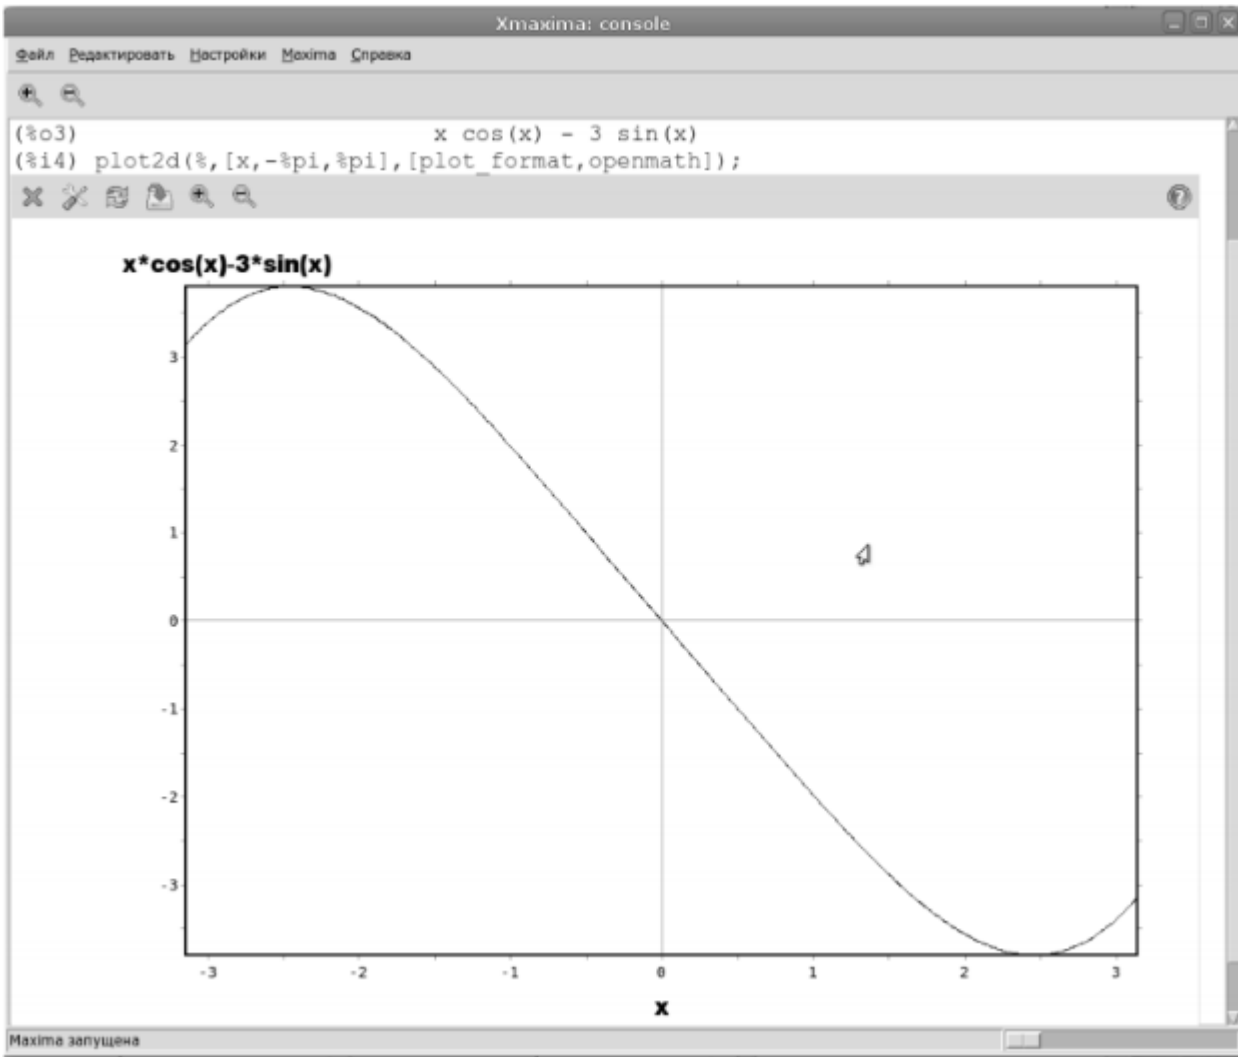 Xmaxima: console
Файл Редактировать Настройки Maxima Справка
(%o3) x cos(x) - 3 sin(x)
(%i4) plot2d(%,[x,-%pi,%pi],[plot_format,openmath]);
x*cos(x)-3*sin(x)
3
2
1
0
-1
-2
-3
-3 -2 -1 0 1 2 3
x
Maxima запущена